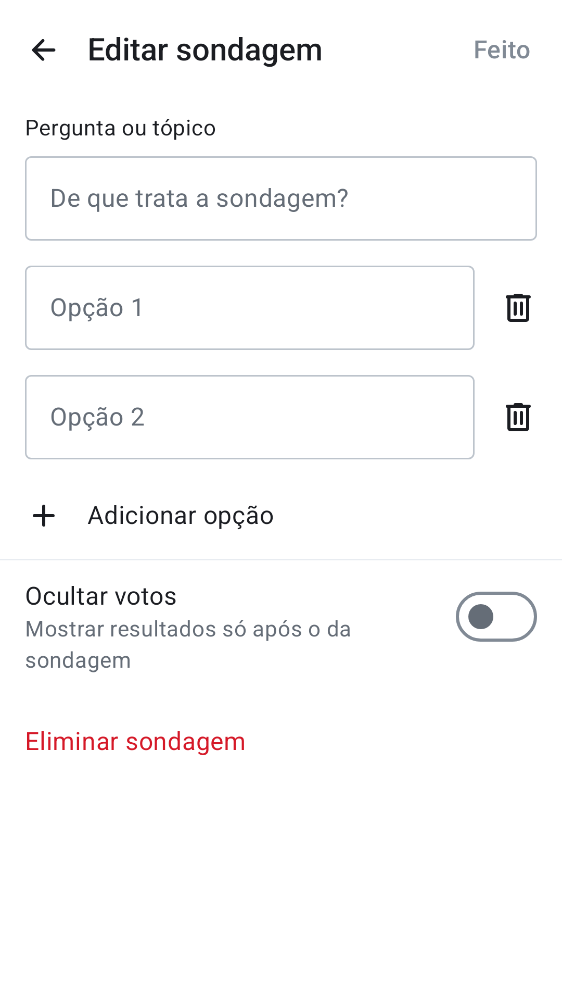 Editar sondagem
Feito
Pergunta ou tópico
De que trata a sondagem?
Opção 1
Opção 2
Adicionar opção
Ocultar votos
Mostrar resultados só após o da
sondagem
Eliminar sondagem